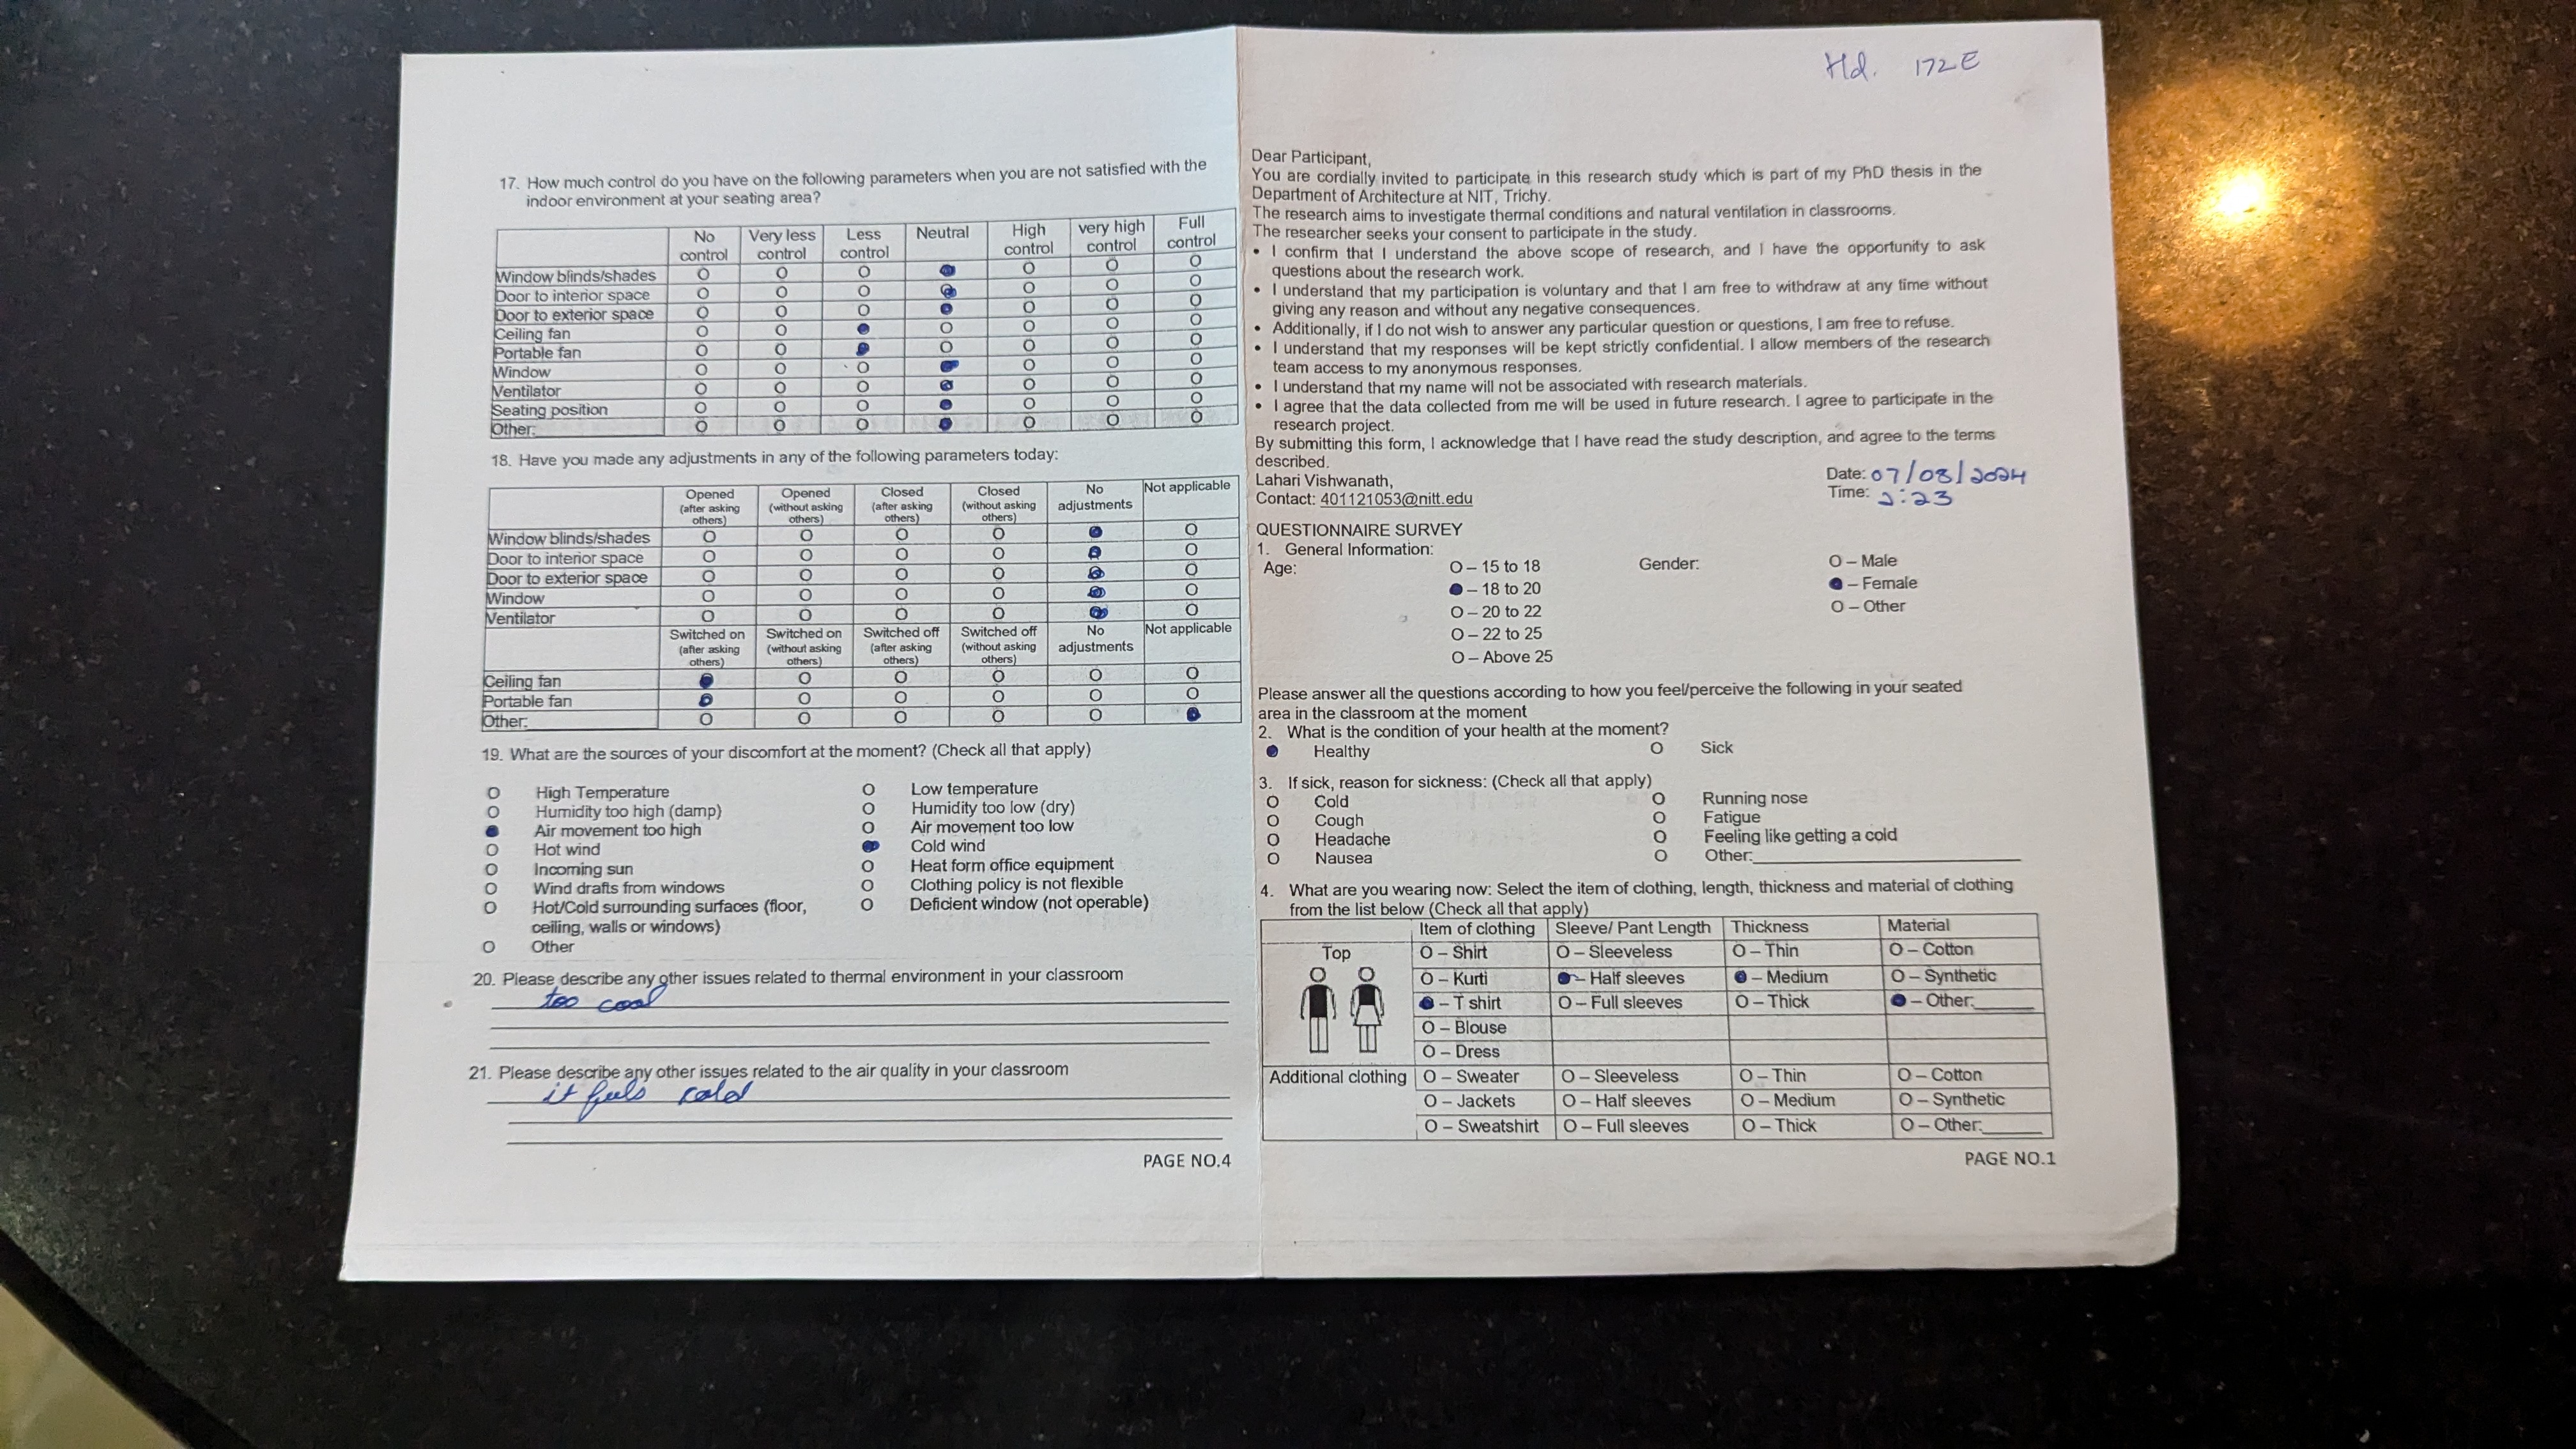 Hd. 172E
17. How much control do you have on the following parameters when you are not satisfied with the
indoor environment at your seating area?
No control Very less control Less control Neutral High control very high control Full control
Window blinds/shades O O O ● O O O
Door to interior space O O O ● O O O
Door to exterior space O O O ● O O O
Ceiling fan O O ● O O O O
Portable fan O O ● O O O O
Window O O O ● O O O
Ventilator O O O ● O O O
Seating position O O O ● O O O
Other: O O O ● O O O
18. Have you made any adjustments in any of the following parameters today:
Opened (after asking others) Opened (without asking others) Closed (after asking others) Closed (without asking others) No adjustments Not applicable
Window blinds/shades O O O O ● O
Door to interior space O O O O ● O
Door to exterior space O O O O ● O
Window O O O O ● O
Ventilator O O O O ● O
Switched on (after asking others) Switched on (without asking others) Switched off (after asking others) Switched off (without asking others) No adjustments Not applicable
Ceiling fan ● O O O O O
Portable fan ● O O O O O
Other: O O O O O ●
19. What are the sources of your discomfort at the moment? (Check all that apply)
O High Temperature O Low temperature
O Humidity too high (damp) O Humidity too low (dry)
● Air movement too high O Air movement too low
O Hot wind ● Cold wind
O Incoming sun O Heat form office equipment
O Wind drafts from windows O Clothing policy is not flexible
O Hot/Cold surrounding surfaces (floor, O Deficient window (not operable)
ceiling, walls or windows)
O Other
20. Please describe any other issues related to thermal environment in your classroom
too cool
21. Please describe any other issues related to the air quality in your classroom
it feels cold
PAGE NO.4
Dear Participant,
You are cordially invited to participate in this research study which is part of my PhD thesis in the
Department of Architecture at NIT, Trichy.
The research aims to investigate thermal conditions and natural ventilation in classrooms.
The researcher seeks your consent to participate in the study.
• I confirm that I understand the above scope of research, and I have the opportunity to ask
questions about the research work.
• I understand that my participation is voluntary and that I am free to withdraw at any time without
giving any reason and without any negative consequences.
• Additionally, if I do not wish to answer any particular question or questions, I am free to refuse.
• I understand that my responses will be kept strictly confidential. I allow members of the research
team access to my anonymous responses.
• I understand that my name will not be associated with research materials.
• I agree that the data collected from me will be used in future research. I agree to participate in the
research project.
By submitting this form, I acknowledge that I have read the study description, and agree to the terms
described.
Lahari Vishwanath,
Contact: 401121053@nitt.edu
Date: 07/08/2024
Time: 2:23
QUESTIONNAIRE SURVEY
1. General Information:
Age: O – 15 to 18 Gender: O – Male
● – 18 to 20 ● – Female
O – 20 to 22 O – Other
O – 22 to 25
O – Above 25
Please answer all the questions according to how you feel/perceive the following in your seated
area in the classroom at the moment
2. What is the condition of your health at the moment?
● Healthy O Sick
3. If sick, reason for sickness: (Check all that apply)
O Cold O Running nose
O Cough O Fatigue
O Headache O Feeling like getting a cold
O Nausea O Other:
4. What are you wearing now: Select the item of clothing, length, thickness and material of clothing
from the list below (Check all that apply)
Item of clothing Sleeve/ Pant Length Thickness Material
Top O – Shirt O – Sleeveless O – Thin O – Cotton
O – Kurti ● – Half sleeves ● – Medium O – Synthetic
● – T shirt O – Full sleeves O – Thick ● – Other:
O – Blouse
O – Dress
Additional clothing O – Sweater O – Sleeveless O – Thin O – Cotton
O – Jackets O – Half sleeves O – Medium O – Synthetic
O – Sweatshirt O – Full sleeves O – Thick O – Other:
PAGE NO.1